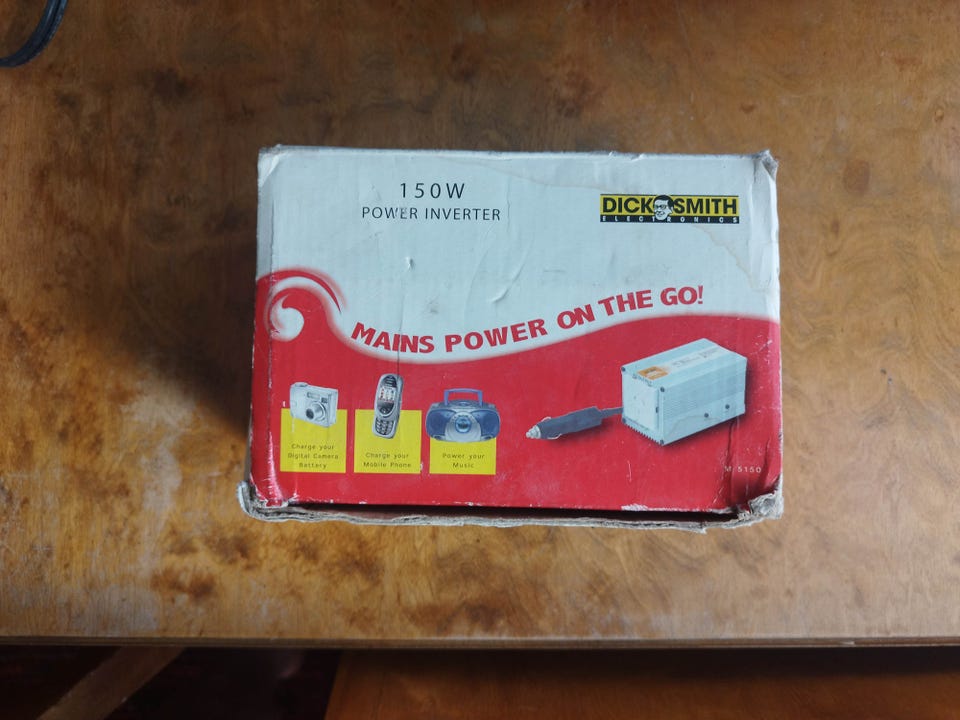 150W
POWER INVERTER
DICK SMITH
ELECTRONICS
MAINS POWER ON THE GO!
Charge your
Digital Camera
Battery
Charge your
Mobile Phone
Power your
Music
M 5150